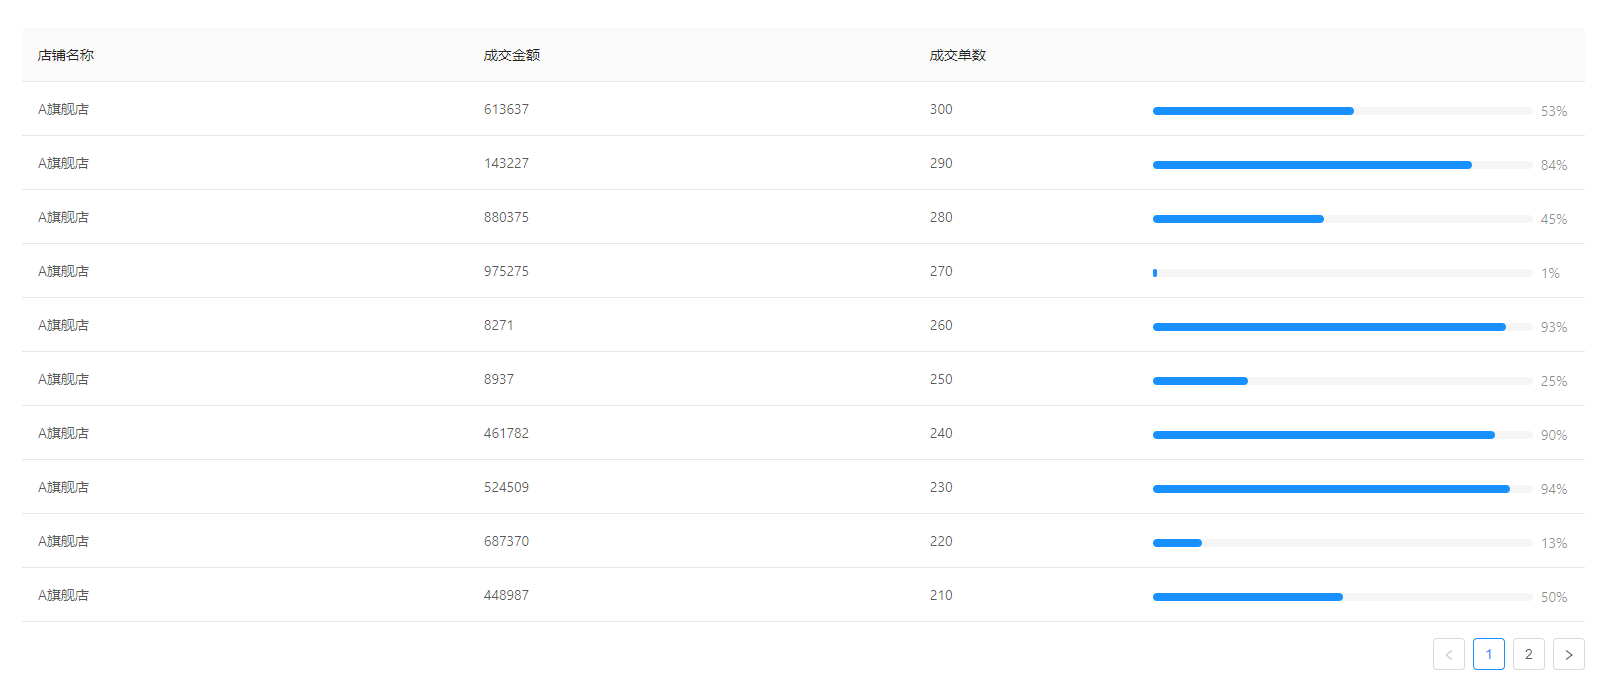 店铺名称 成交金额 成交单数
A旗舰店 613637 300 53%
A旗舰店 143227 290 84%
A旗舰店 880375 280 45%
A旗舰店 975275 270 1%
A旗舰店 8271 260 93%
A旗舰店 8937 250 25%
A旗舰店 461782 240 90%
A旗舰店 524509 230 94%
A旗舰店 687370 220 13%
A旗舰店 448987 210 50%
< 1 2 >